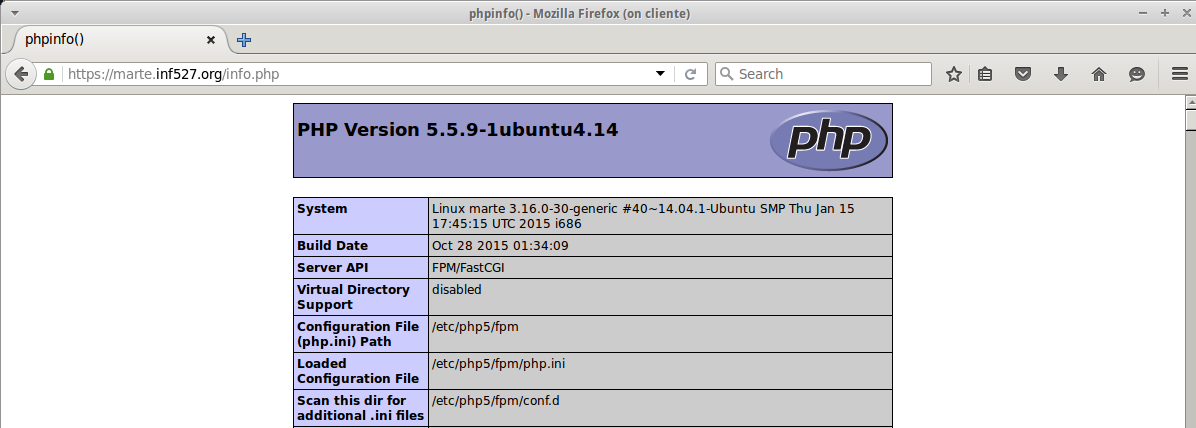 phpinfo() - Mozilla Firefox (on cliente)
phpinfo()
https://marte.inf527.org/info.php
Search
PHP Version 5.5.9-1ubuntu4.14
php
System
Linux marte 3.16.0-30-generic #40~14.04.1-Ubuntu SMP Thu Jan 15
17:45:15 UTC 2015 i686
Build Date
Oct 28 2015 01:34:09
Server API
FPM/FastCGI
Virtual Directory
Support
disabled
Configuration File
(php.ini) Path
/etc/php5/fpm
Loaded
Configuration File
/etc/php5/fpm/php.ini
Scan this dir for
additional .ini files
/etc/php5/fpm/conf.d